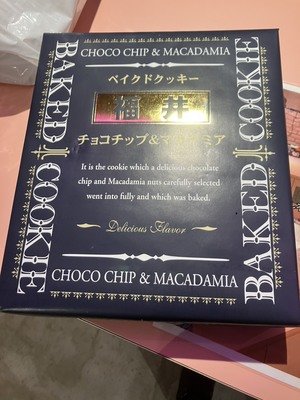 CHOCO CHIP & MACADAMIA
ベイクドクッキー
福井
チョコチップ&マカダミア
It is the cookie which a delicious chocolate
chip and Macadamia nuts carefully selected
went into fully and which was baked.
Delicious Flavor
CHOCO CHIP & MACADAMIA
BAKED COOKIE
BAKED COOKIE